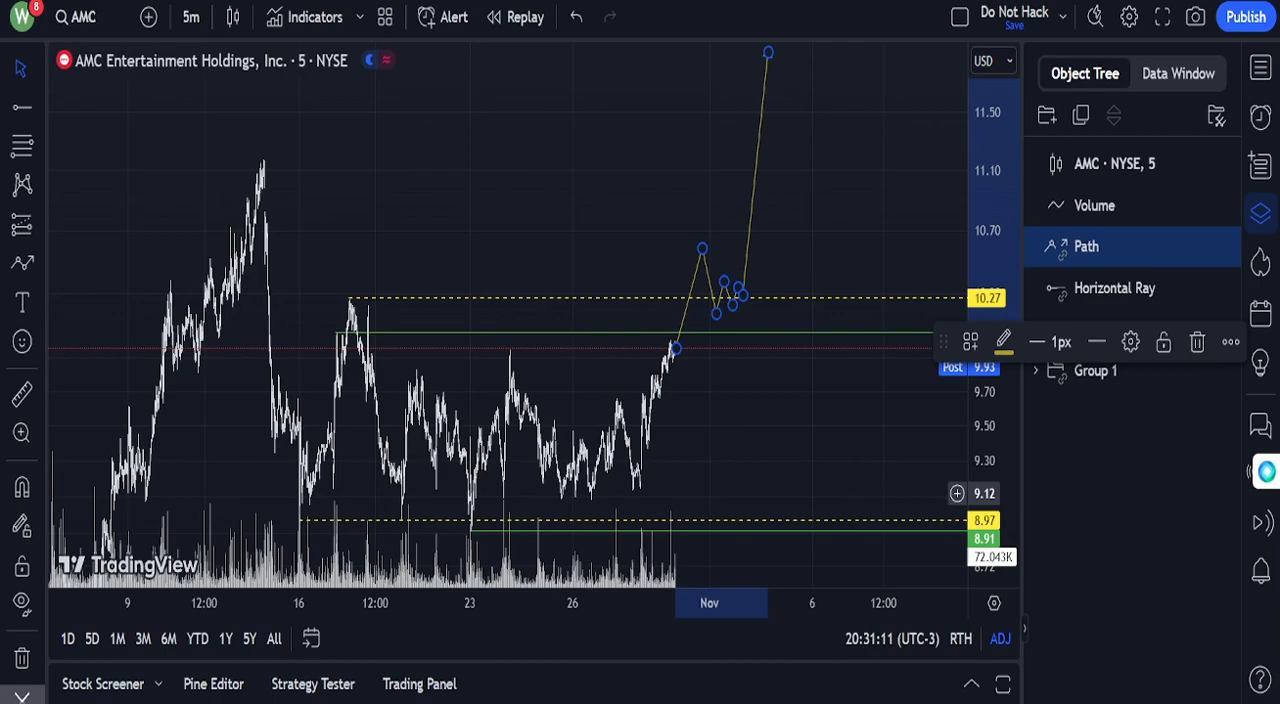 W 8 AMC 5m Indicators Alert Replay Do Not Hack Save Publish
AMC Entertainment Holdings, Inc. · 5 · NYSE
USD
Object Tree Data Window
11.50
11.10
10.70
10.27
AMC · NYSE, 5
Volume
Path
Horizontal Ray
1px
Group 1
Post 9.93
9.70
9.50
9.30
9.12
8.97
8.91
72.043K
8.72
TradingView
9 12:00 16 12:00 23 26 Nov 6 12:00
1D 5D 1M 3M 6M YTD 1Y 5Y All 20:31:11 (UTC-3) RTH ADJ
Stock Screener Pine Editor Strategy Tester Trading Panel